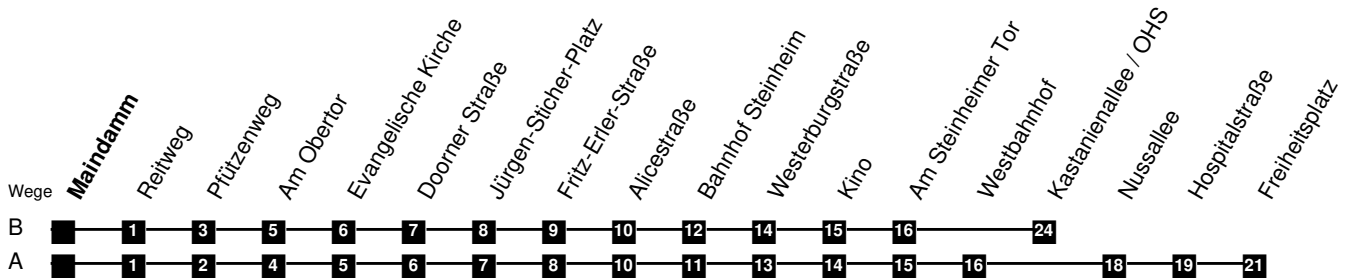 Maindamm
Reitweg
Pfützenweg
Am Obertor
Evangelische Kirche
Doorner Straße
Jürgen-Sticher-Platz
Fritz-Erler-Straße
Alicestraße
Bahnhof Steinheim
Westerburgstraße
Kino
Am Steinheimer Tor
Westbahnhof
Kastanienallee / OHS
Nussallee
Hospitalstraße
Freiheitsplatz
Wege
B 1 3 5 6 7 8 9 10 12 14 15 16 24
A 1 2 4 5 6 7 8 10 11 13 14 15 16 18 19 21